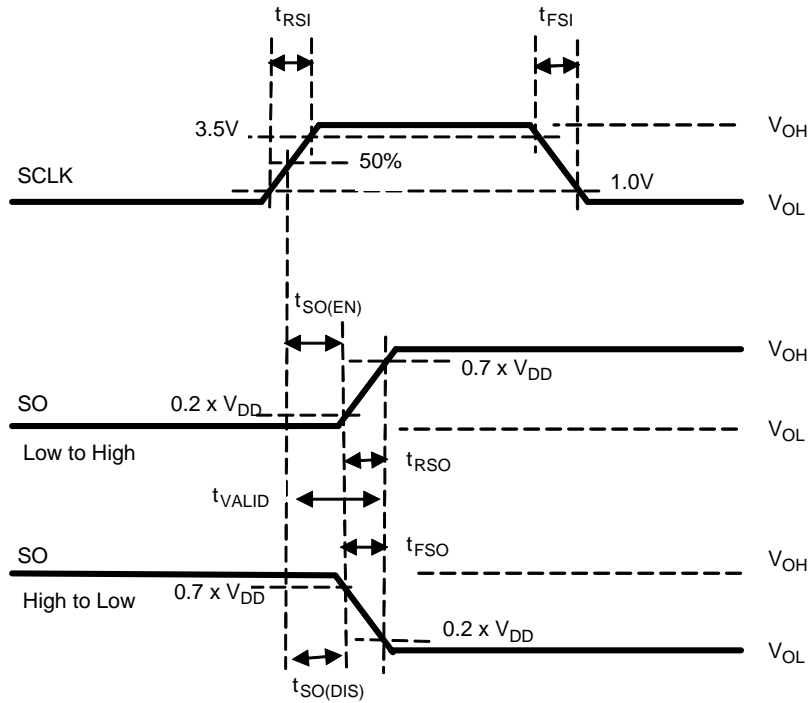 tRSI
tFSI
3.5V
VOH
50%
SCLK
1.0V
VOL
tSO(EN)
VOH
0.7 x VDD
SO
0.2 x VDD
VOL
Low to High
tRSO
tVALID
SO
tFSO
VOH
High to Low
0.7 x VDD
0.2 x VDD
VOL
tSO(DIS)